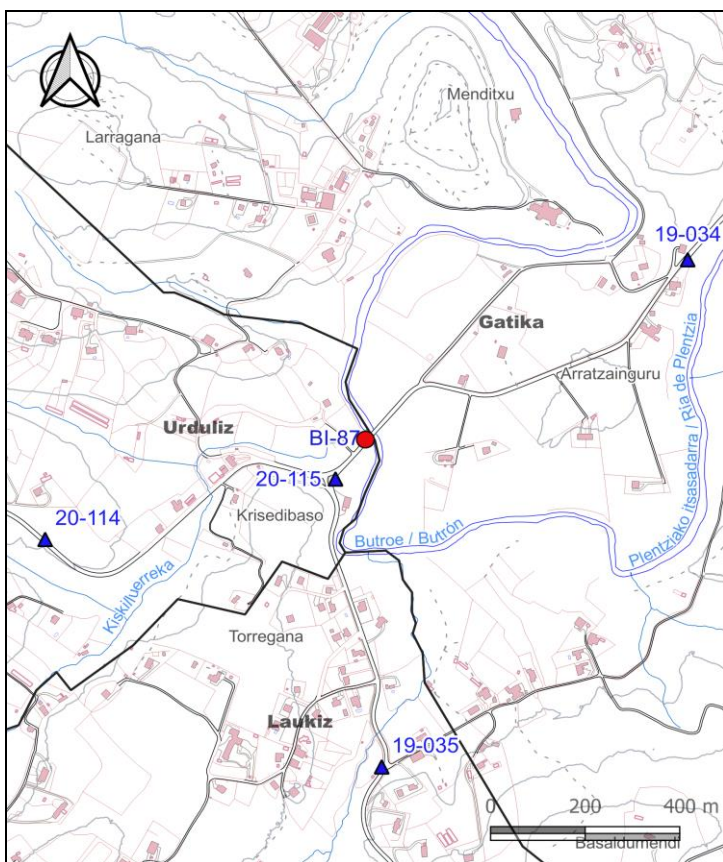 Menditxu
Larragana
19-034
Gatika
Arratzainguru
Urduliz
BI-87
20-115
20-114
Krisedibaso
Butroe / Butrón
Plentziako itsasadarra / Ría de Plentzia
Kiskilluerreka
Torregana
Laukiz
19-035
0 200 400 m
Basaldumendi